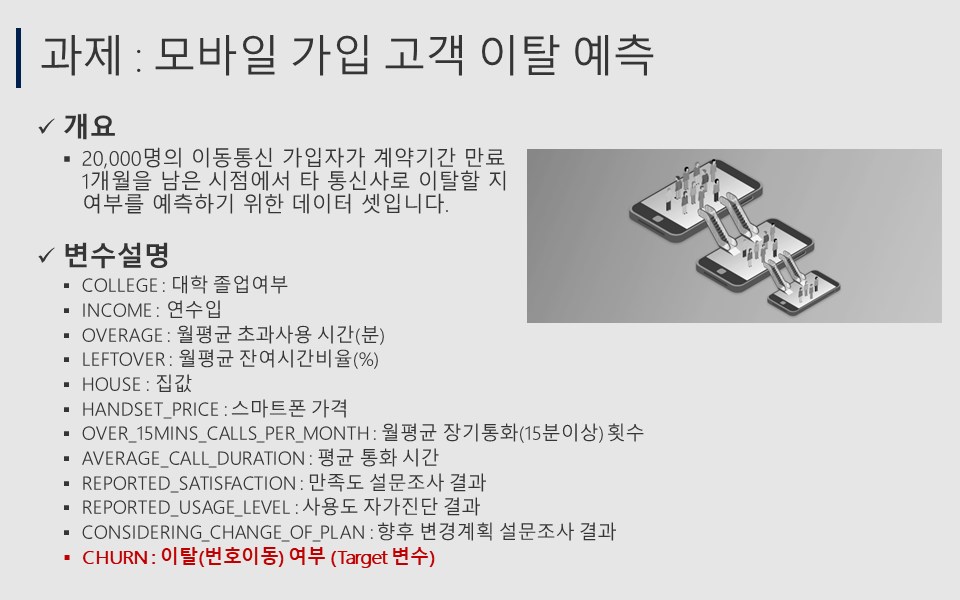 과제 : 모바일 가입 고객 이탈 예측
✓ 개요
▪ 20,000명의 이동통신 가입자가 계약기간 만료
1개월을 남은 시점에서 타 통신사로 이탈할 지
여부를 예측하기 위한 데이터 셋입니다.
✓ 변수설명
▪ COLLEGE : 대학 졸업여부
▪ INCOME : 연수입
▪ OVERAGE : 월평균 초과사용 시간(분)
▪ LEFTOVER : 월평균 잔여시간비율(%)
▪ HOUSE : 집값
▪ HANDSET_PRICE : 스마트폰 가격
▪ OVER_15MINS_CALLS_PER_MONTH : 월평균 장기통화(15분이상) 횟수
▪ AVERAGE_CALL_DURATION : 평균 통화 시간
▪ REPORTED_SATISFACTION : 만족도 설문조사 결과
▪ REPORTED_USAGE_LEVEL : 사용도 자가진단 결과
▪ CONSIDERING_CHANGE_OF_PLAN : 향후 변경계획 설문조사 결과
▪ CHURN : 이탈(번호이동) 여부 (Target 변수)